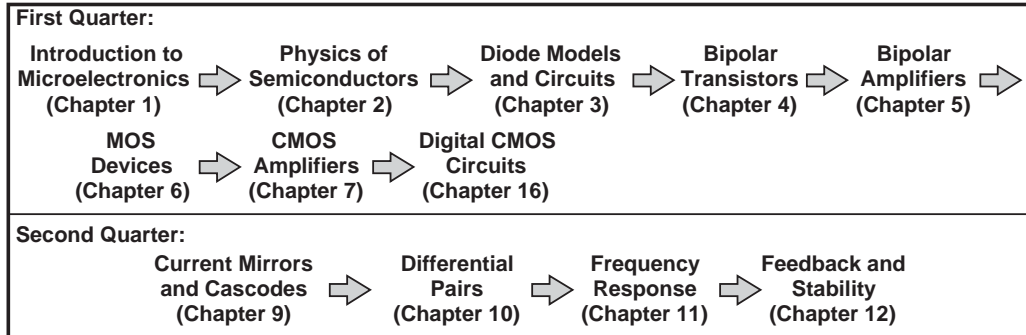 First Quarter:
Introduction to
Microelectronics
(Chapter 1)
Physics of
Semiconductors
(Chapter 2)
Diode Models
and Circuits
(Chapter 3)
Bipolar
Transistors
(Chapter 4)
Bipolar
Amplifiers
(Chapter 5)
MOS
Devices
(Chapter 6)
CMOS
Amplifiers
(Chapter 7)
Digital CMOS
Circuits
(Chapter 16)
Second Quarter:
Current Mirrors
and Cascodes
(Chapter 9)
Differential
Pairs
(Chapter 10)
Frequency
Response
(Chapter 11)
Feedback and
Stability
(Chapter 12)